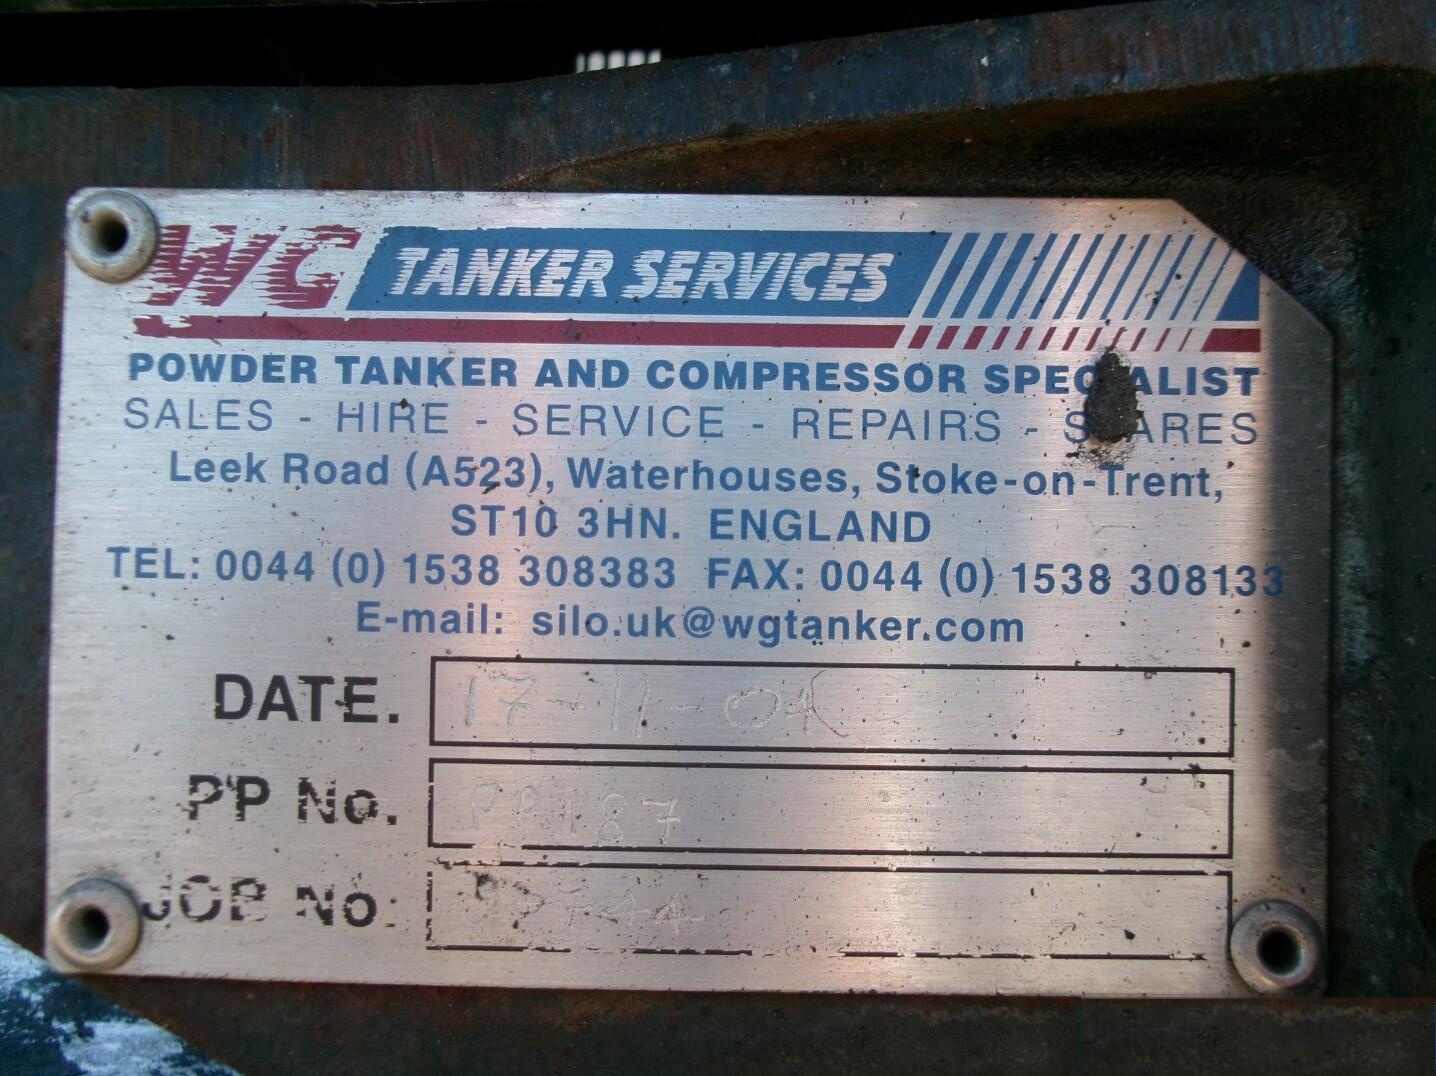 WG TANKER SERVICES
POWDER TANKER AND COMPRESSOR SPECIALIST
SALES - HIRE - SERVICE - REPAIRS - SPARES
Leek Road (A523), Waterhouses, Stoke-on-Trent,
ST10 3HN. ENGLAND
TEL: 0044 (0) 1538 308383 FAX: 0044 (0) 1538 308133
E-mail: silo.uk@wgtanker.com
DATE. 17-11-04
PP No. PP187
JOB No.